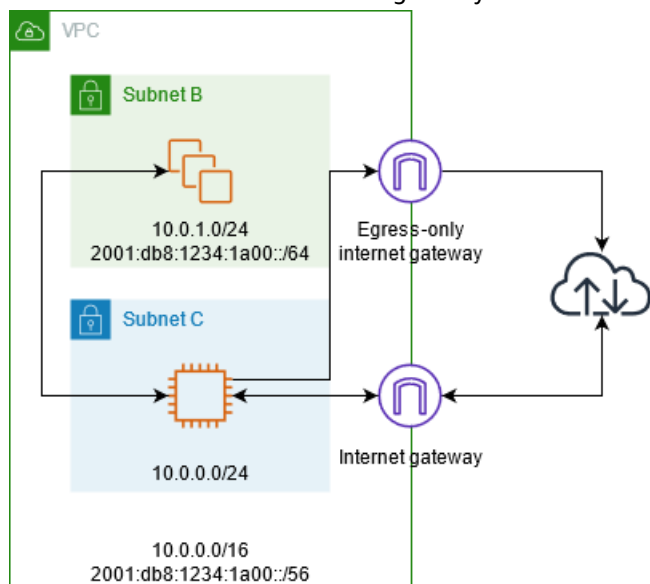 VPC
Subnet B
10.0.1.0/24
2001:db8:1234:1a00::/64
Egress-only
internet gateway
Subnet C
10.0.0.0/24
Internet gateway
10.0.0.0/16
2001:db8:1234:1a00::/56